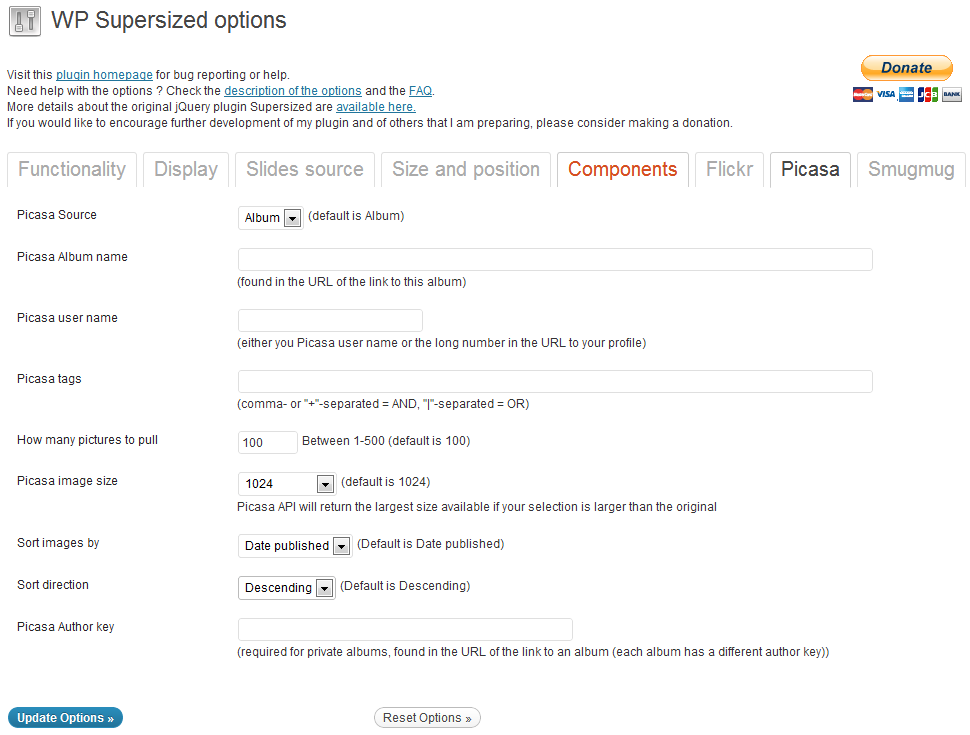 WP Supersized options
Visit this plugin homepage for bug reporting or help.
Need help with the options ? Check the description of the options and the FAQ.
More details about the original jQuery plugin Supersized are available here.
If you would like to encourage further development of my plugin and of others that I am preparing, please consider making a donation.
Donate
MasterCard VISA AMERICAN EXPRESS JCB BANK
Functionality Display Slides source Size and position Components Flickr Picasa Smugmug
Picasa Source Album (default is Album)
Picasa Album name
(found in the URL of the link to this album)
Picasa user name
(either you Picasa user name or the long number in the URL to your profile)
Picasa tags
(comma- or "+"-separated = AND, "|"-separated = OR)
How many pictures to pull 100 Between 1-500 (default is 100)
Picasa image size 1024 (default is 1024)
Picasa API will return the largest size available if your selection is larger than the original
Sort images by Date published (Default is Date published)
Sort direction Descending (Default is Descending)
Picasa Author key
(required for private albums, found in the URL of the link to an album (each album has a different author key))
Update Options » Reset Options »